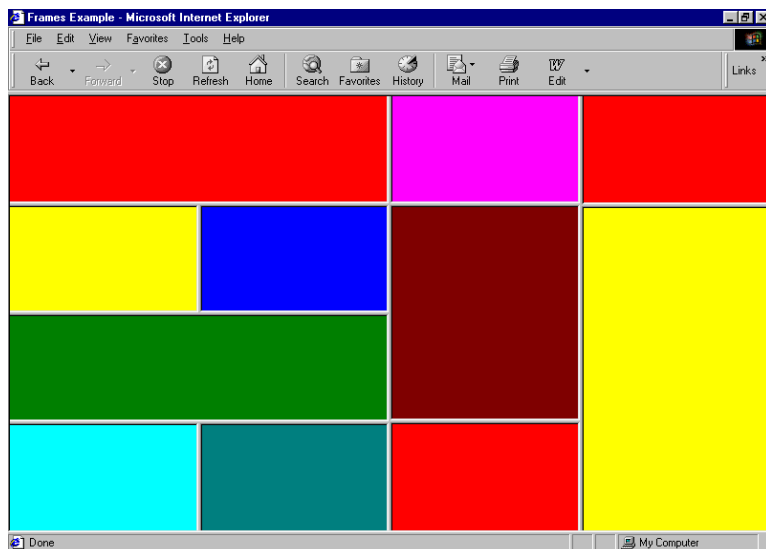 Frames Example - Microsoft Internet Explorer
File Edit View Favorites Tools Help
Back Forward Stop Refresh Home Search Favorites History Mail Print Edit Links »
Done My Computer